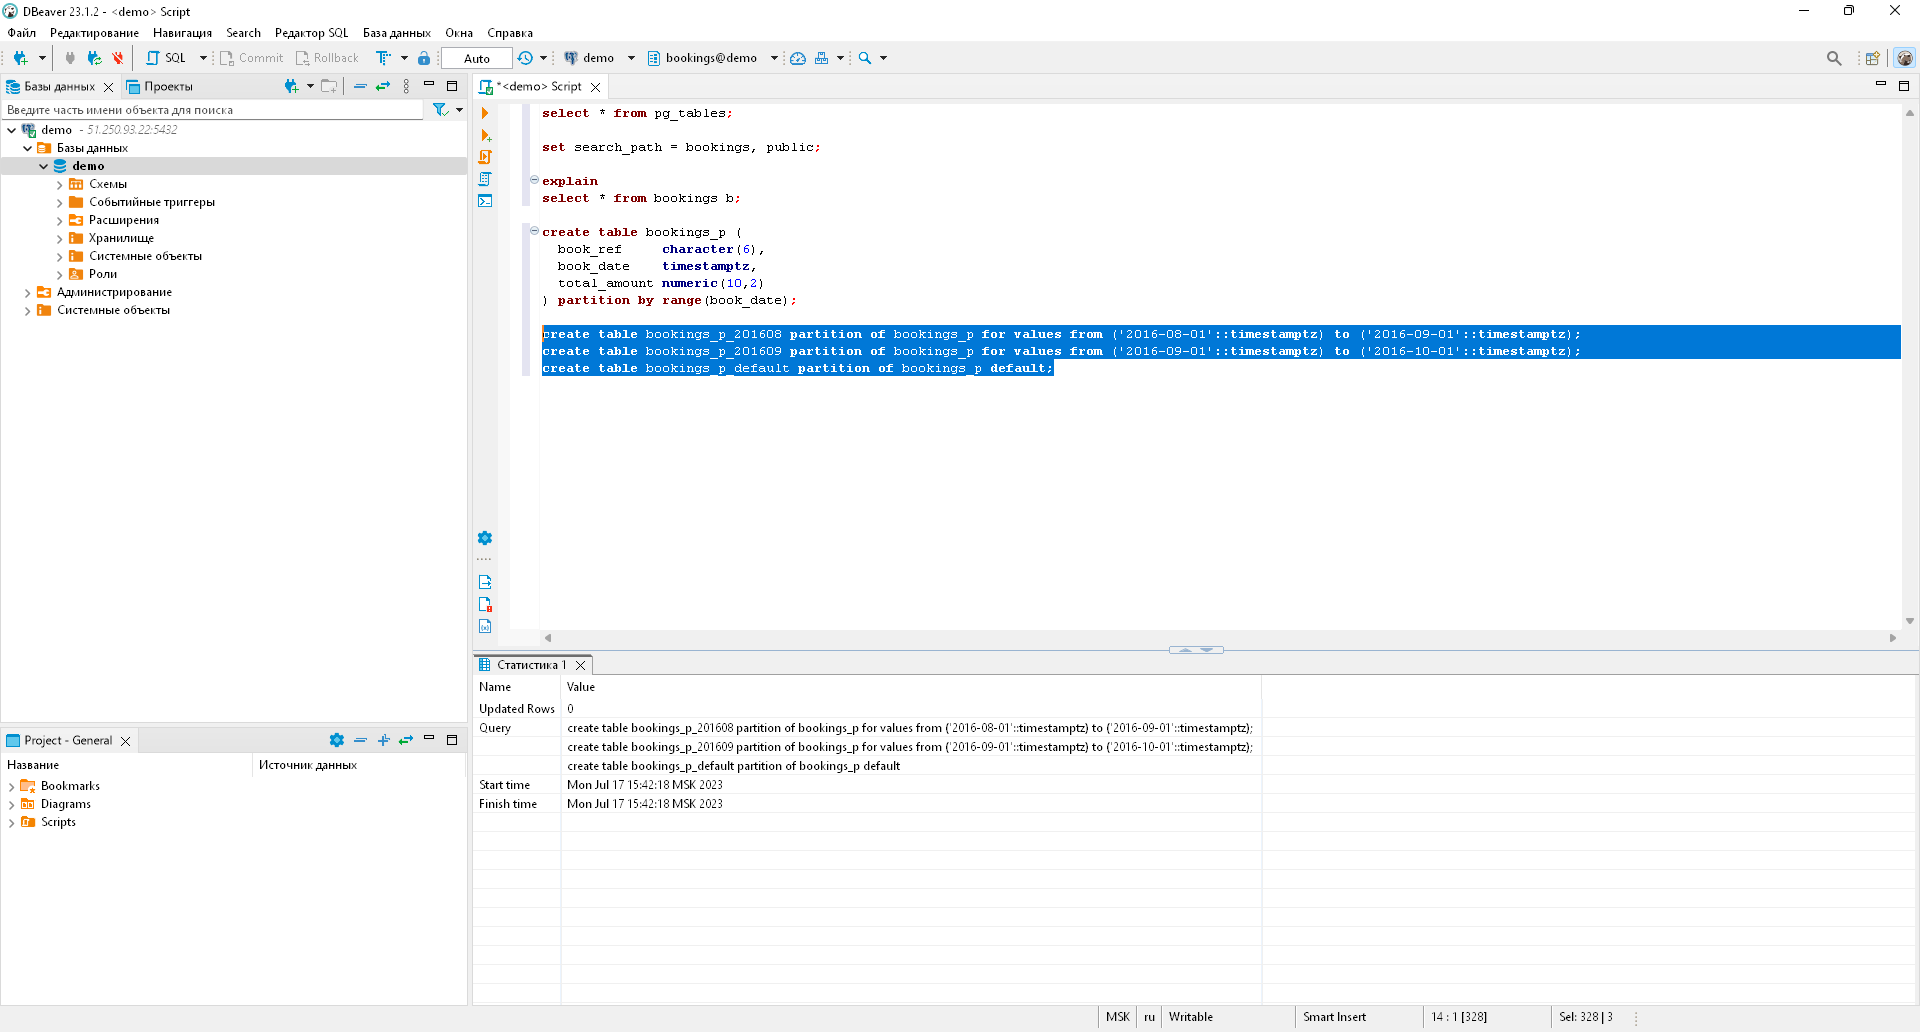 DBeaver 23.1.2 - <demo> Script
Файл Редактирование Навигация Search Редактор SQL База данных Окна Справка
SQL Commit Rollback Auto demo bookings@demo
Базы данных Проекты
*<demo> Script
Введите часть имени объекта для поиска
demo - 51.250.93.22:5432
Базы данных
demo
Схемы
Событийные триггеры
Расширения
Хранилище
Системные объекты
Роли
Администрирование
Системные объекты
select * from pg_tables;
set search_path = bookings, public;
explain
select * from bookings b;
create table bookings_p (
book_ref character(6),
book_date timestamptz,
total_amount numeric(10,2)
) partition by range(book_date);
create table bookings_p_201608 partition of bookings_p for values from ('2016-08-01'::timestamptz) to ('2016-09-01'::timestamptz);
create table bookings_p_201609 partition of bookings_p for values from ('2016-09-01'::timestamptz) to ('2016-10-01'::timestamptz);
create table bookings_p_default partition of bookings_p default;
Project - General
Название Источник данных
Bookmarks
Diagrams
Scripts
Статистика 1
Name Value
Updated Rows 0
Query create table bookings_p_201608 partition of bookings_p for values from ('2016-08-01'::timestamptz) to ('2016-09-01'::timestamptz);
create table bookings_p_201609 partition of bookings_p for values from ('2016-09-01'::timestamptz) to ('2016-10-01'::timestamptz);
create table bookings_p_default partition of bookings_p default
Start time Mon Jul 17 15:42:18 MSK 2023
Finish time Mon Jul 17 15:42:18 MSK 2023
MSK ru Writable Smart Insert 14 : 1 [328] Sel: 328 | 3